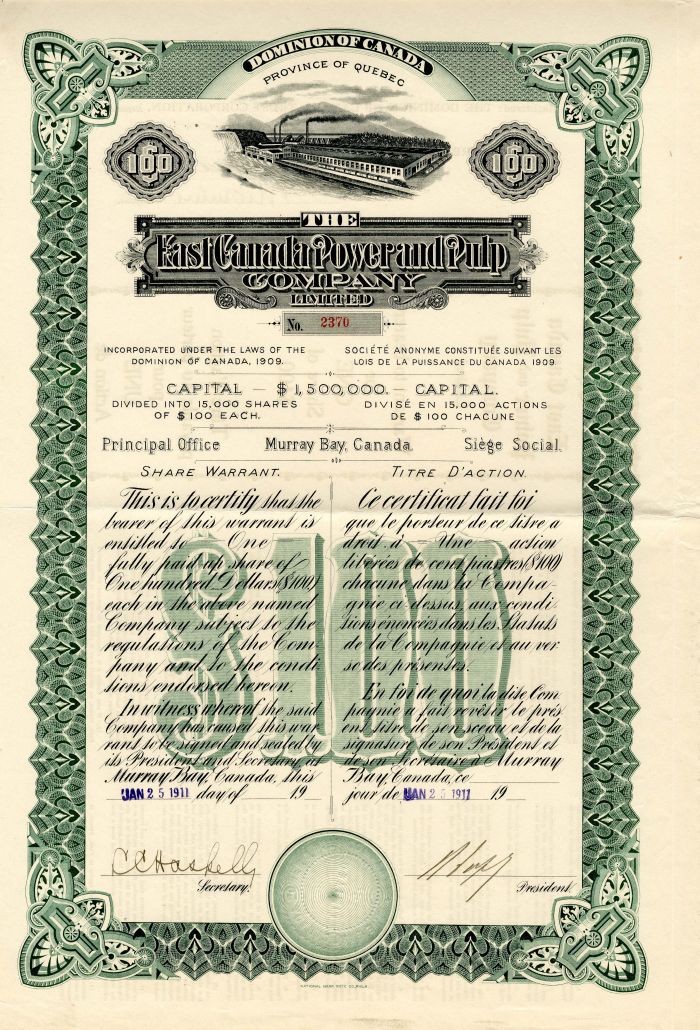 DOMINION OF CANADA
PROVINCE OF QUEBEC
$100
$100
THE
East Canada Power and Pulp
COMPANY
LIMITED
No. 2370
INCORPORATED UNDER THE LAWS OF THE
DOMINION OF CANADA, 1909.
SOCIÉTÉ ANONYME CONSTITUÉE SUIVANT LES
LOIS DE LA PUISSANCE DU CANADA 1909.
CAPITAL — $1,500,000. — CAPITAL.
DIVIDED INTO 15,000 SHARES
OF $100 EACH.
DIVISÉ EN 15,000 ACTIONS
DE $100 CHACUNE
Principal Office Murray Bay, Canada. Siège Social.
SHARE WARRANT.
This is to certify that the
bearer of this warrant is
entitled to One
fully paid up share of
One hundred Dollars ($100)
each in the above named
Company subject to the
regulations of the Com-
pany and to the condi
tions endorsed hereon.
In witness whereof the said
Company has caused this war
rant to be signed and sealed by
its President and Secretary, at
Murray Bay, Canada, this
JAN 25 1911 day of 19
TITRE D'ACTION.
Ce certificat fait foi
que le porteur de ce titre a
droit à Une action
libérées de cent piastres ($100)
chacune dans la Compa-
gnie ci-dessus, aux condi-
tions énoncées dans les Statuts
de la Compagnie et au ver
so des présentes.
En foi de quoi la dite Com
pagnie a fait revêtir le prés
ent titre de son sceau et de la
signature de son Président et
de son Secrétaire à Murray
Bay, Canada, ce
jour de JAN 25 1911 19
$100
C C Haskell
Secretary.
President.
NATIONAL BANK NOTE CO. PHILA.